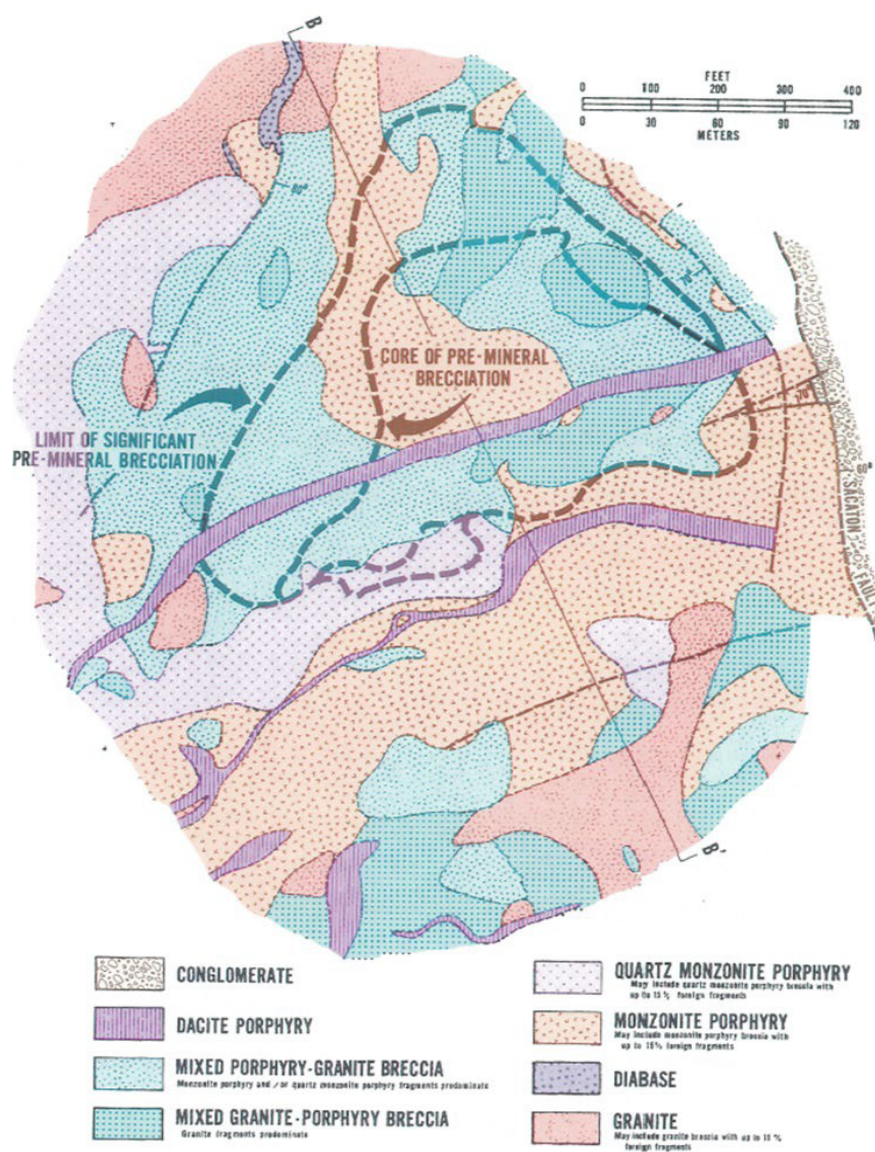 B
FEET
0 100 200 300 400
0 30 60 90 120
METERS
80°
CORE OF PRE-MINERAL
BRECCIATION
LIMIT OF SIGNIFICANT
PRE-MINERAL BRECCIATION
70°
60°
SACATON
FAULT
B'
CONGLOMERATE
DACITE PORPHYRY
MIXED PORPHYRY-GRANITE BRECCIA
Monzonite porphyry and / or quartz monzonite porphyry fragments predominate
MIXED GRANITE-PORPHYRY BRECCIA
Granite fragments predominate
QUARTZ MONZONITE PORPHYRY
May include quartz monzonite porphyry breccia with
up to 15% foreign fragments
MONZONITE PORPHYRY
May include monzonite porphyry breccia with
up to 15% foreign fragments
DIABASE
GRANITE
May include granite breccia with up to 15%
foreign fragments